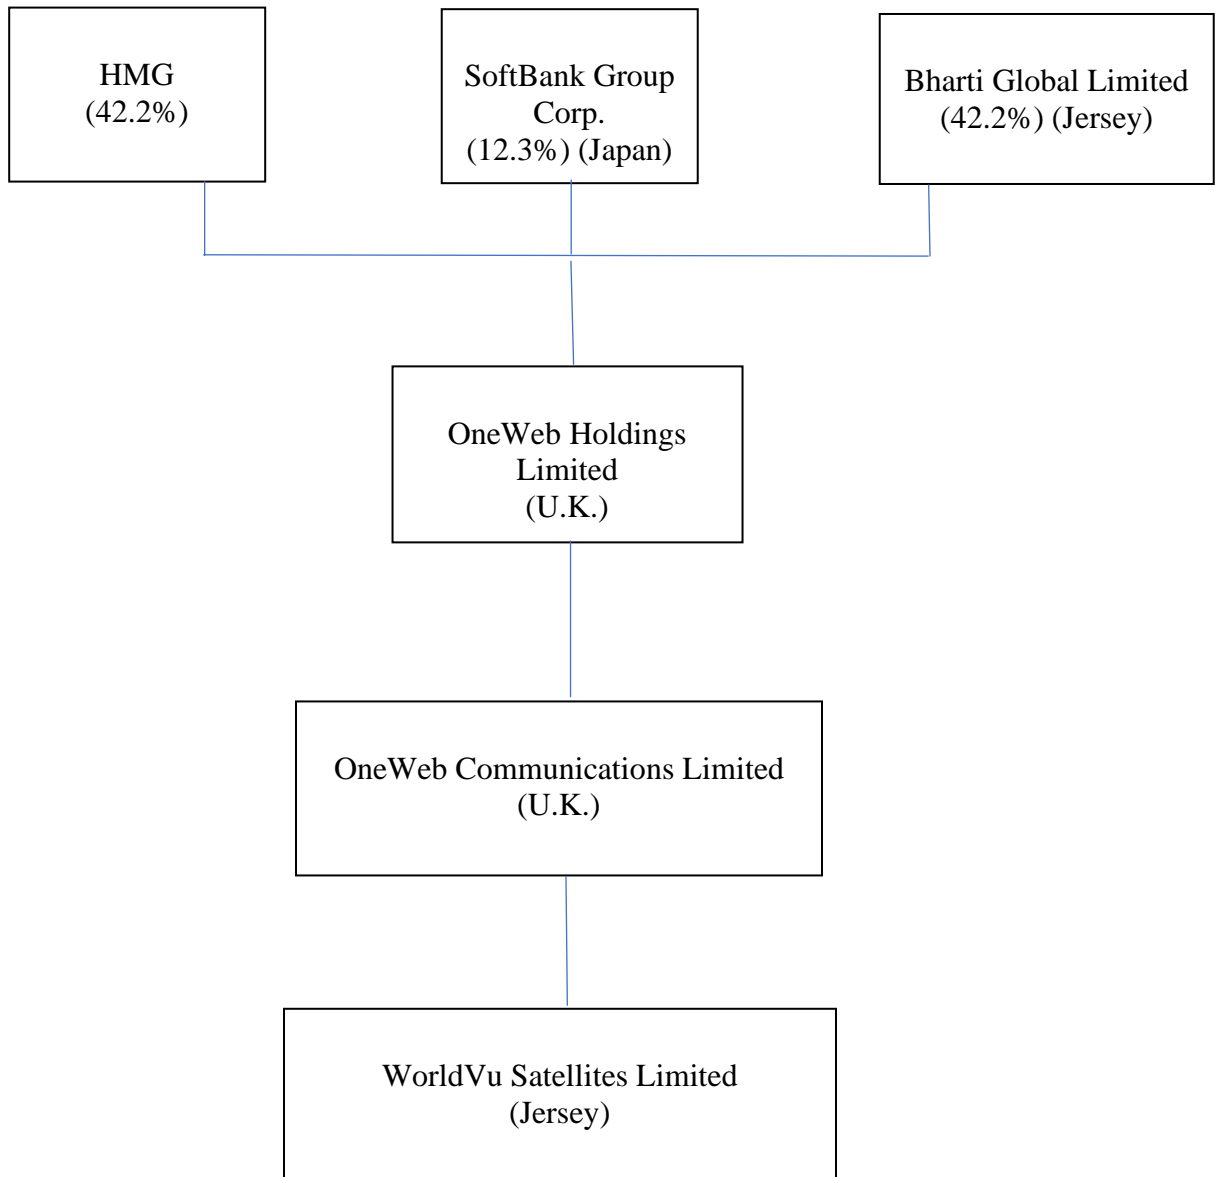 HMG
(42.2%)
SoftBank Group
Corp.
(12.3%) (Japan)
Bharti Global Limited
(42.2%) (Jersey)
OneWeb Holdings
Limited
(U.K.)
OneWeb Communications Limited
(U.K.)
WorldVu Satellites Limited
(Jersey)